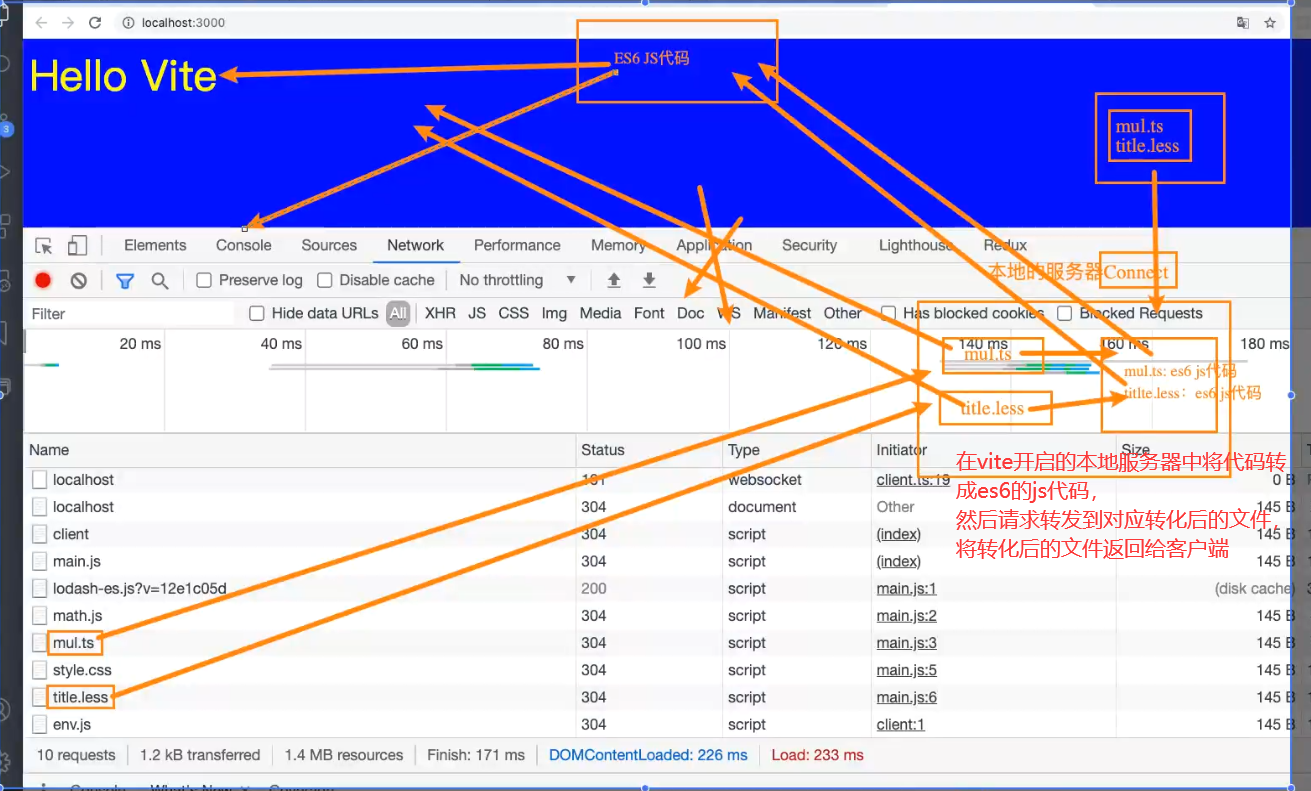 localhost:3000
Hello Vite
ES6 JS代码
mul.ts
title.less
3
Elements Console Sources Network Performance Memory Application Security Lighthouse Redux
本地的服务器Connect
Preserve log Disable cache No throttling
Filter Hide data URLs All XHR JS CSS Img Media Font Doc WS Manifest Other Has blocked cookies Blocked Requests
20 ms 40 ms 60 ms 80 ms 100 ms 120 ms 140 ms 160 ms 180 ms
mul.ts
mul.ts: es6 js代码
titlte.less：es6 js代码
title.less
Name Status Type Initiator Size
在vite开启的本地服务器中将代码转
成es6的js代码，
然后请求转发到对应转化后的文件，
将转化后的文件返回给客户端
localhost 101 websocket client.ts:19 0 B
localhost 304 document Other 145 B
client 304 script (index) 145 B
main.js 304 script (index) 145 B
lodash-es.js?v=12e1c05d 200 script main.js:1 (disk cache)
math.js 304 script main.js:2 145 B
mul.ts 304 script main.js:3 145 B
style.css 304 script main.js:5 145 B
title.less 304 script main.js:6 145 B
env.js 304 script client:1 145 B
10 requests 1.2 kB transferred 1.4 MB resources Finish: 171 ms DOMContentLoaded: 226 ms Load: 233 ms